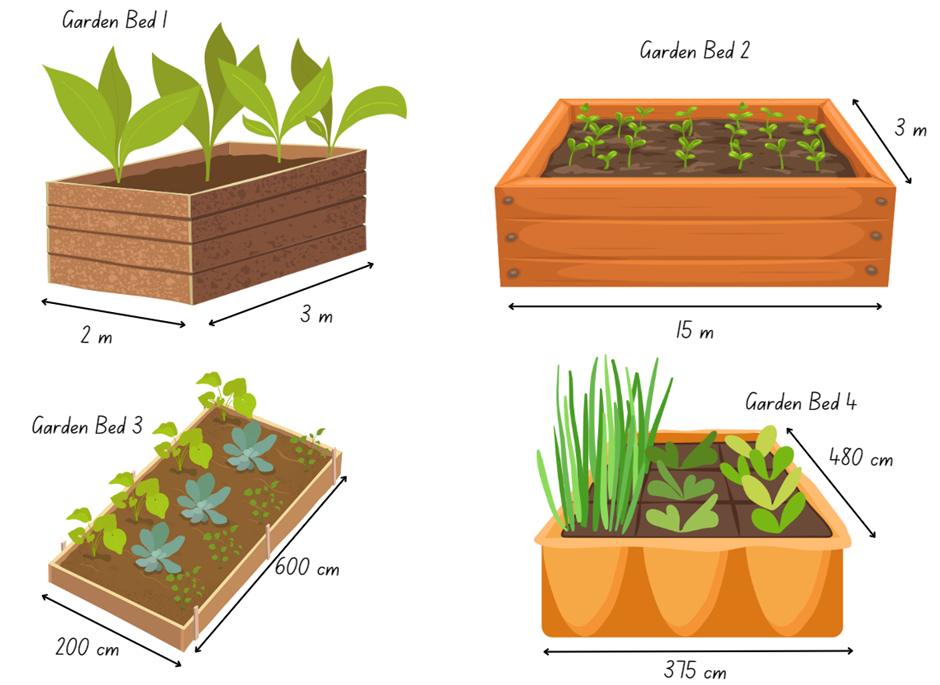 Garden Bed 1
Garden Bed 2
3 m
3 m
2 m
15 m
Garden Bed 3
Garden Bed 4
480 cm
600 cm
200 cm
375 cm